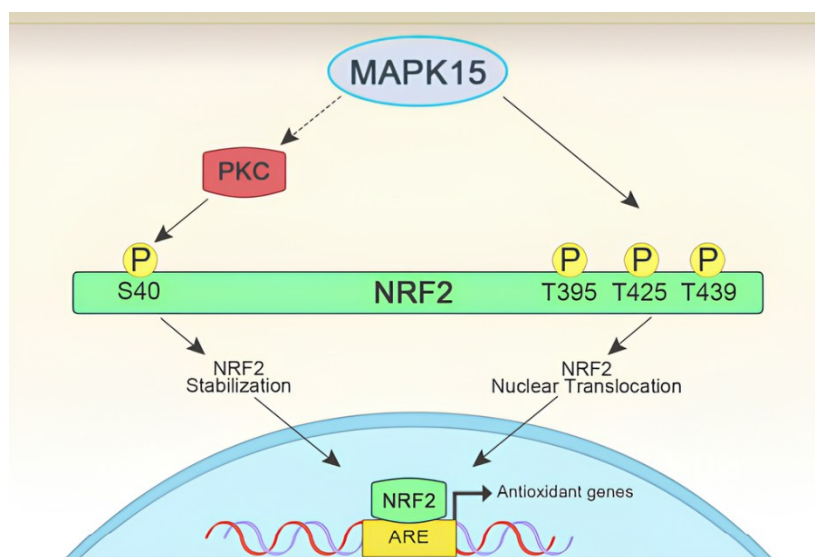 MAPK15
PKC
P P P P
S40 NRF2 T395 T425 T439
NRF2
Stabilization
NRF2
Nuclear Translocation
NRF2
Antioxidant genes
ARE